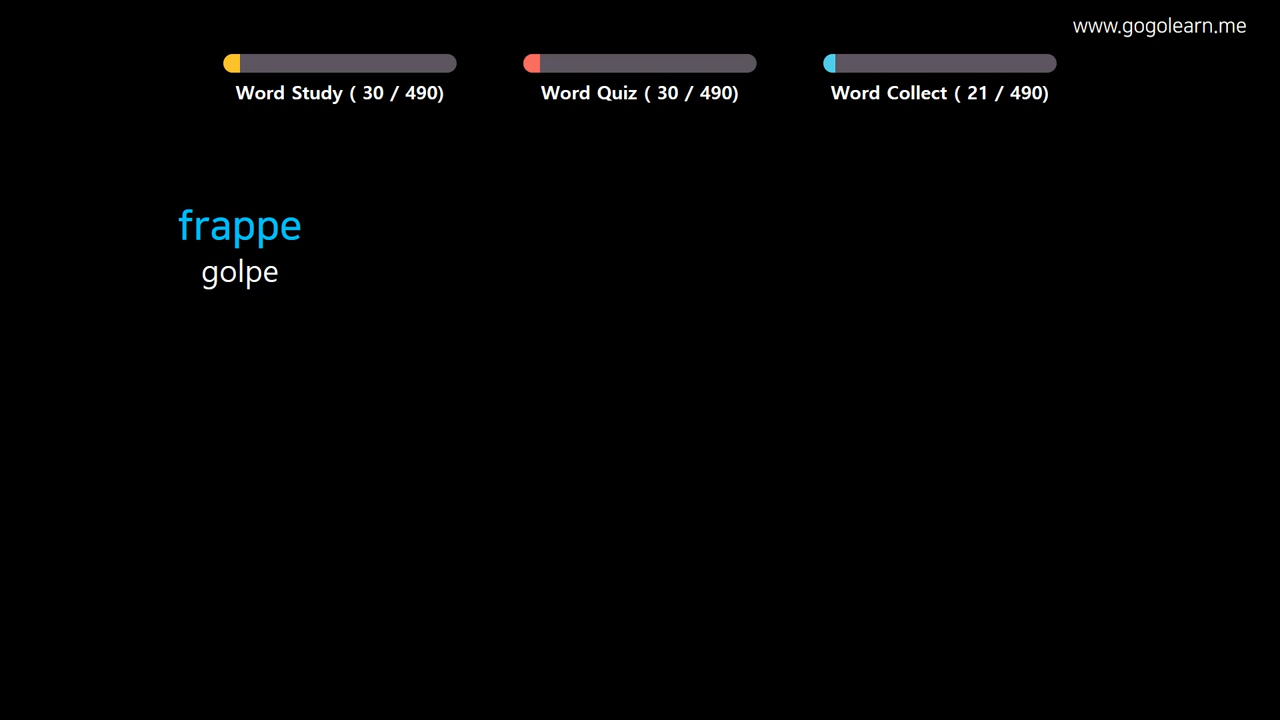 www.gogolearn.me
Word Study ( 30 / 490)
Word Quiz ( 30 / 490)
Word Collect ( 21 / 490)
frappe
golpe